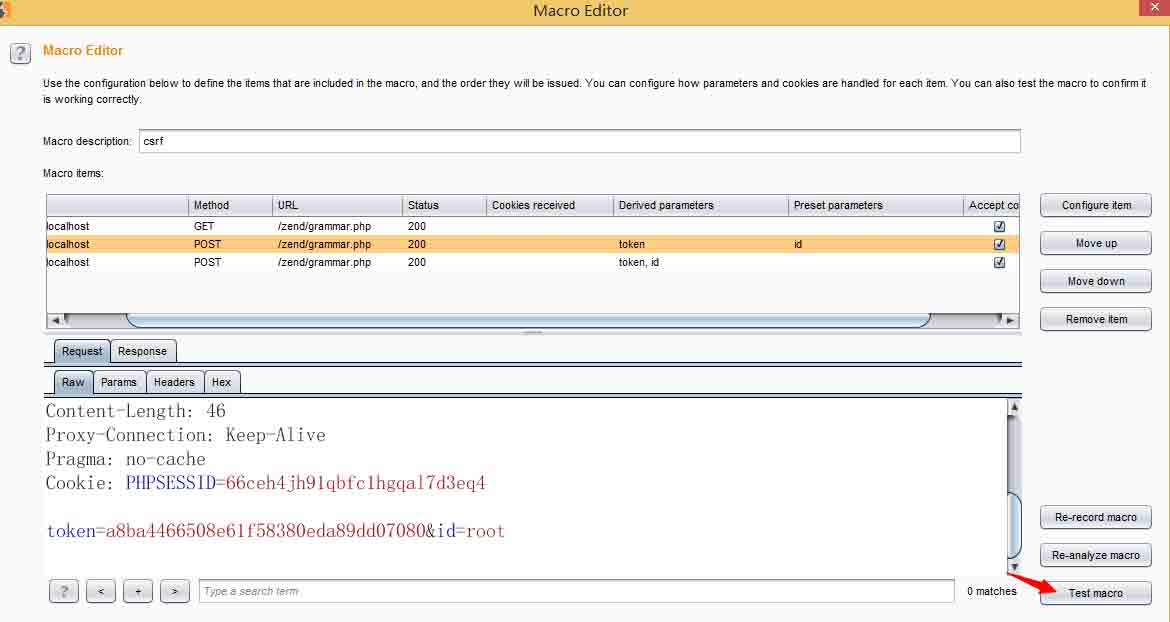 Macro Editor
? Macro Editor
Use the configuration below to define the items that are included in the macro, and the order they will be issued. You can configure how parameters and cookies are handled for each item. You can also test the macro to confirm it
is working correctly.
Macro description: csrf
Macro items:
Method URL Status Cookies received Derived parameters Preset parameters Accept co
localhost GET /zend/grammar.php 200
localhost POST /zend/grammar.php 200 token id
localhost POST /zend/grammar.php 200 token, id
Configure item
Move up
Move down
Remove item
Request Response
Raw Params Headers Hex
Content-Length: 46
Proxy-Connection: Keep-Alive
Pragma: no-cache
Cookie: PHPSESSID=66ceh4jh91qbfc1hgqal7d3eq4
token=a8ba4466508e61f58380eda89dd07080&id=root
Re-record macro
Re-analyze macro
Test macro
? < + > Type a search term 0 matches